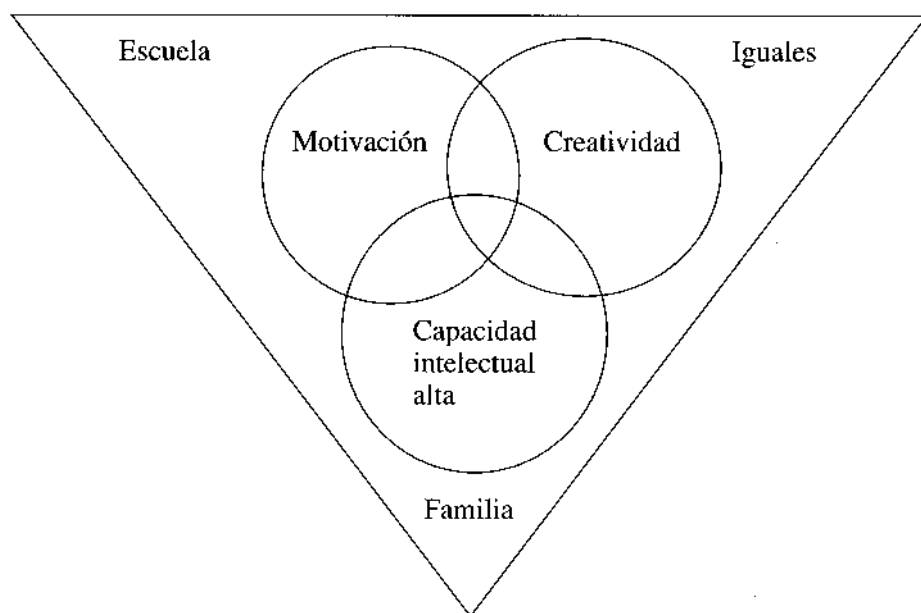 Escuela
Iguales
Motivación
Creatividad
Capacidad
intelectual
alta
Familia